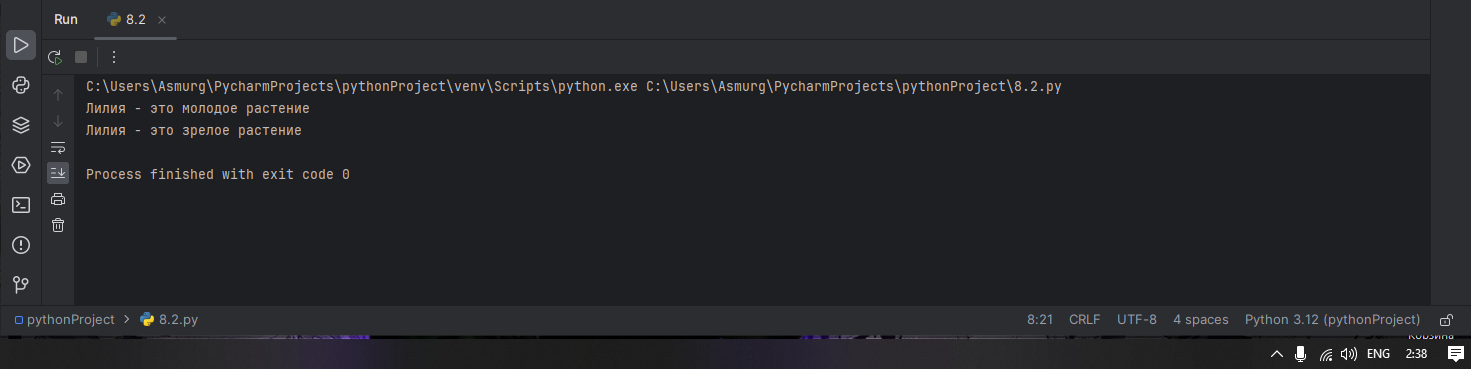 Run 8.2
C:\Users\Asmurg\PycharmProjects\pythonProject\venv\Scripts\python.exe C:\Users\Asmurg\PycharmProjects\pythonProject\8.2.py
Лилия - это молодое растение
Лилия - это зрелое растение
Process finished with exit code 0
pythonProject > 8.2.py 8:21 CRLF UTF-8 4 spaces Python 3.12 (pythonProject)
Корзина
ENG 2:38